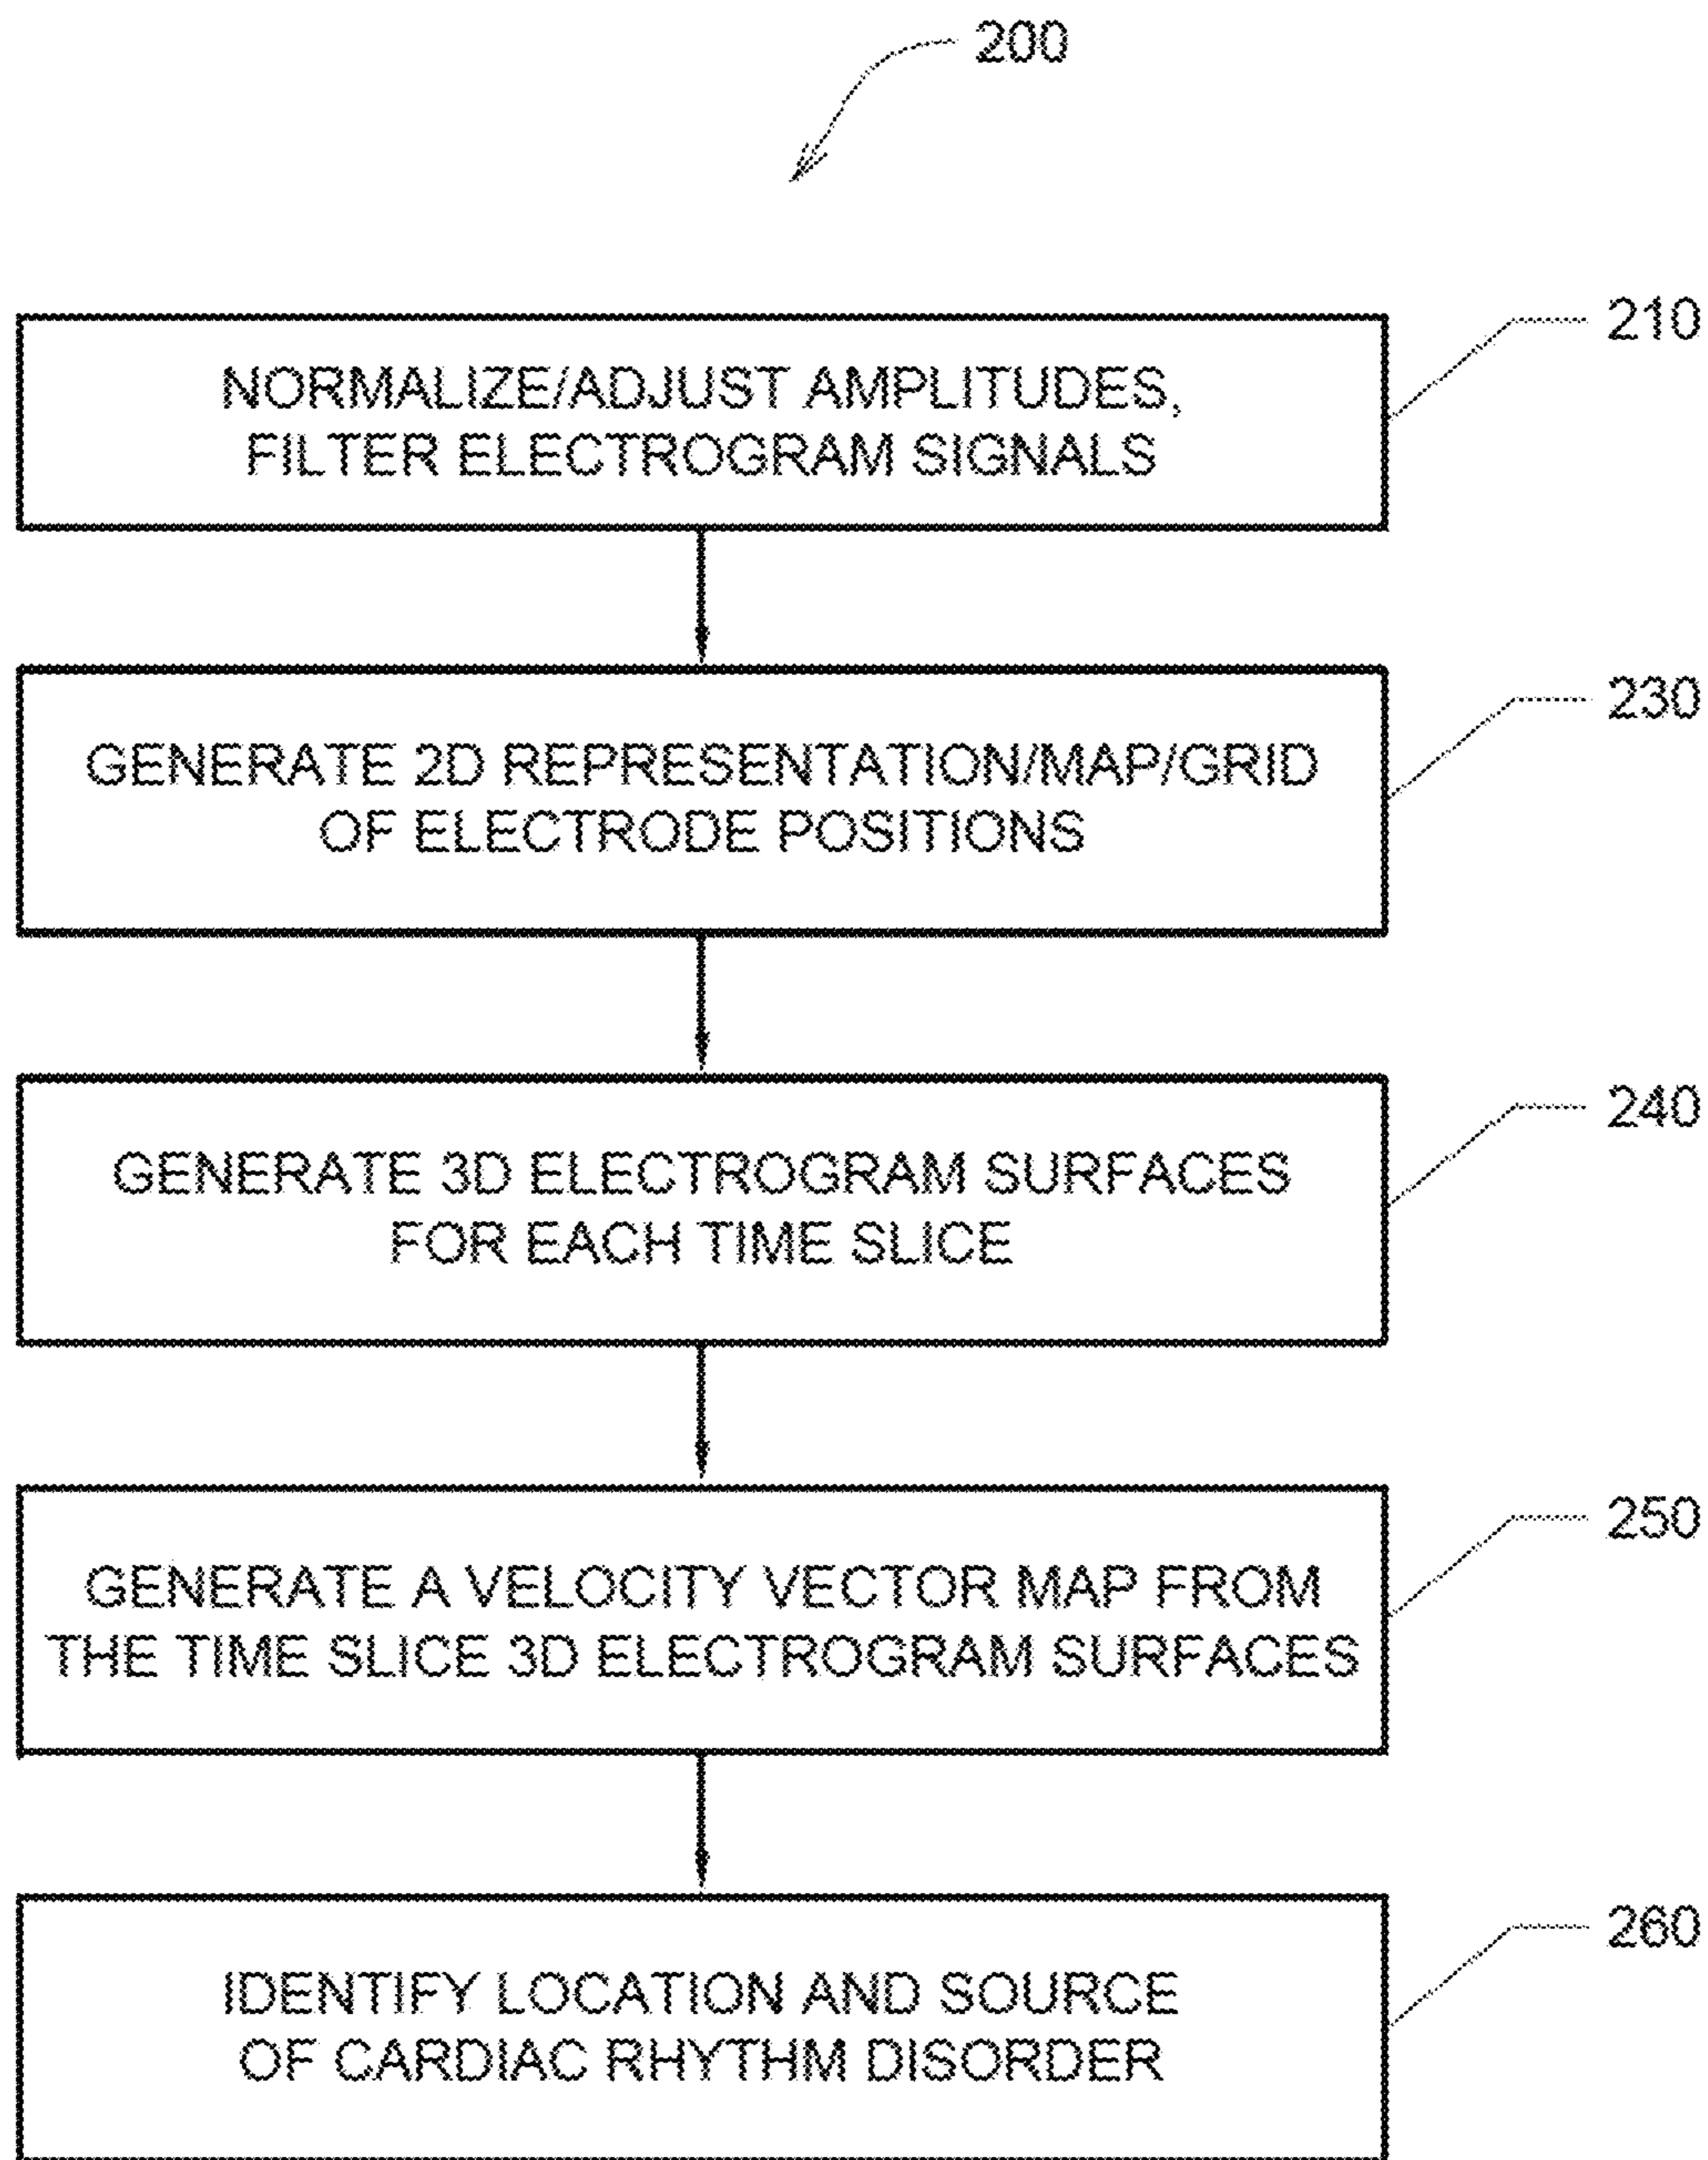 200
210
NORMALIZE/ADJUST AMPLITUDES,
FILTER ELECTROGRAM SIGNALS
230
GENERATE 2D REPRESENTATION/MAP/GRID
OF ELECTRODE POSITIONS
240
GENERATE 3D ELECTROGRAM SURFACES
FOR EACH TIME SLICE
250
GENERATE A VELOCITY VECTOR MAP FROM
THE TIME SLICE 3D ELECTROGRAM SURFACES
260
IDENTIFY LOCATION AND SOURCE
OF CARDIAC RHYTHM DISORDER